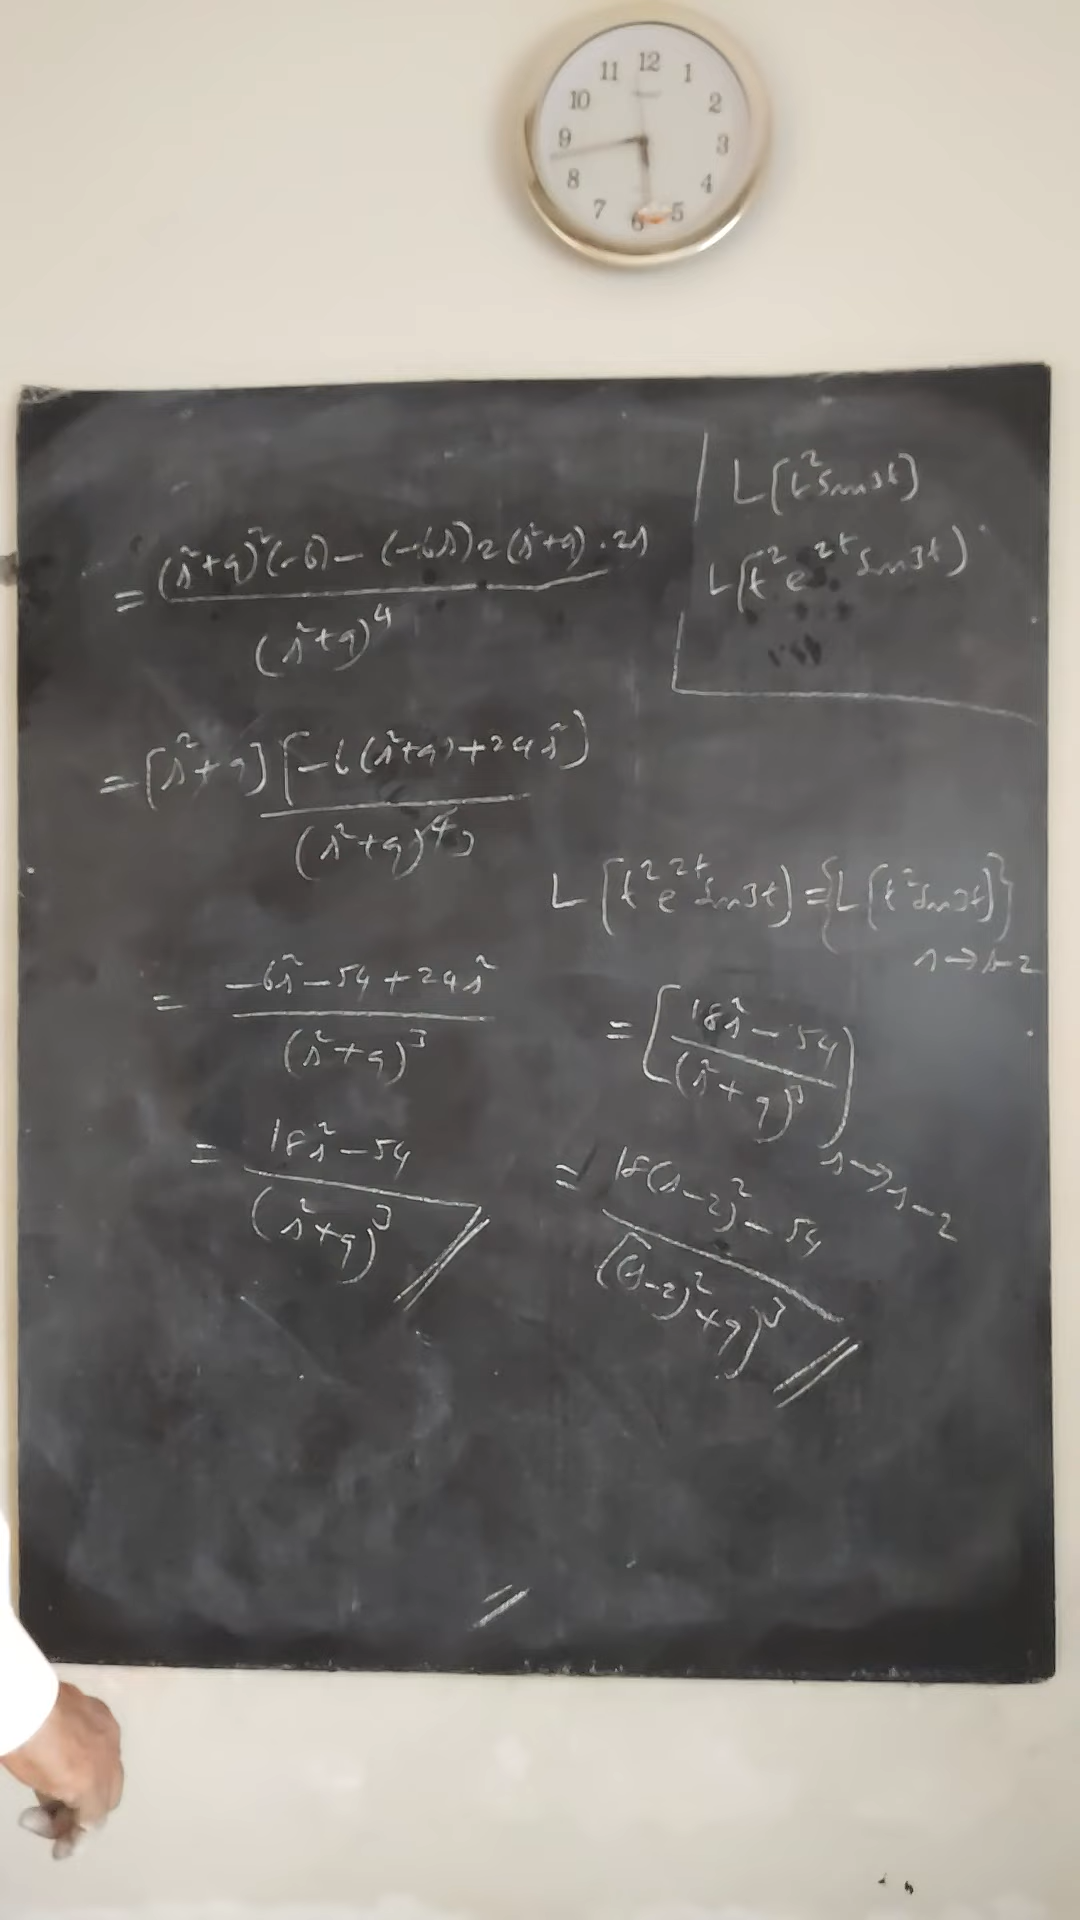 12
11 1
10 2
9 3
8 4
7 6 5
L[t²sin3t]
L[t²e²ᵗsin3t]
= (s²+9)²(-6) - (-6s)2(s²+9)·2s / (s²+9)⁴
= [s²+9][-6(s²+9)+24s²] / (s²+9)⁴ 3
= -6s²-54+24s² / (s²+9)³
= 18s²-54 / (s²+9)³
L[t²e²ᵗsin3t] = {L[t²sin3t]} s→s-2
= [18s²-54 / (s²+9)³] s→s-2
= 18(s-2)²-54 / ((s-2)²+9)³